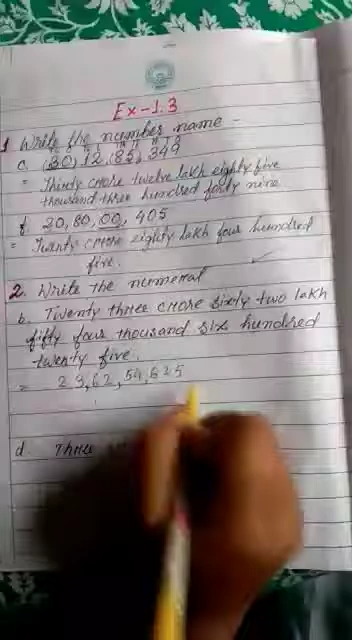 Ex-1.3
1 Write the number name -
c. 30,12,85,349
= Thirty crore twelve lakh eighty five
thousand three hundred forty nine
f. 20,80,00,405
= Twenty crore eighty lakh four hundred
five.
2. Write the numeral
b. Twenty three crore sixty two lakh
fifty four thousand six hundred
twenty five.
= 23,62,54,625
d. Three